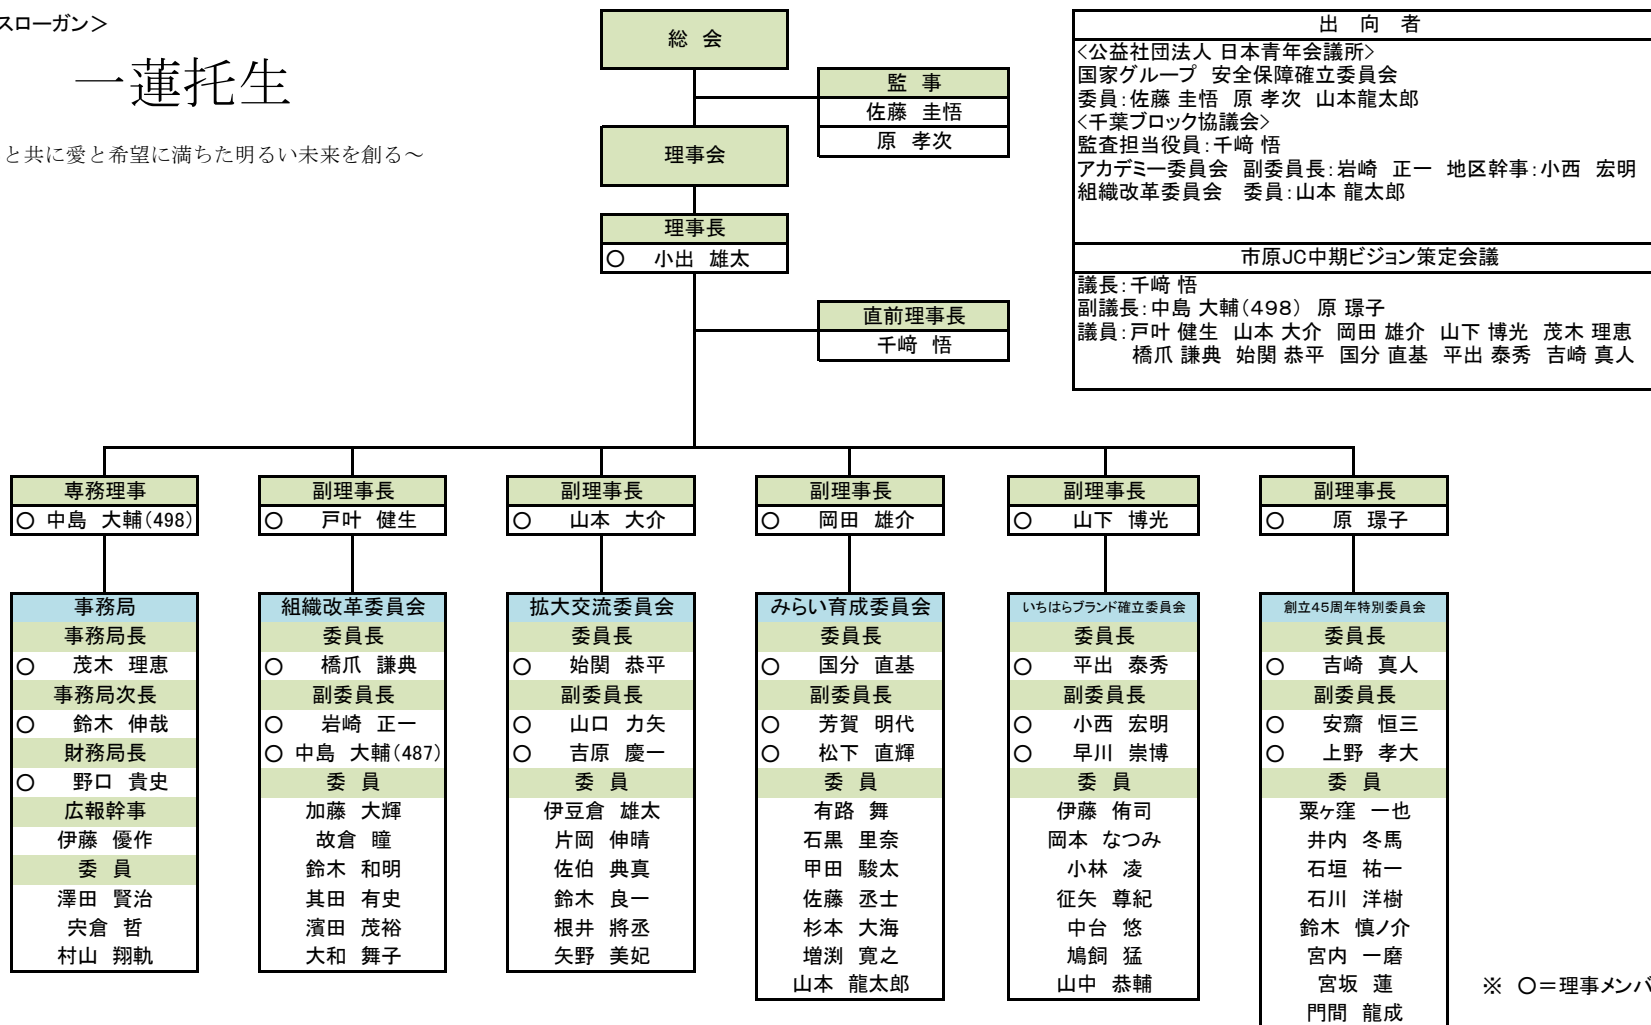 スローガン＞
一蓮托生
と共に愛と希望に満ちた明るい未来を創る～
総 会
監 事
佐藤 圭悟
原 孝次
理事会
理事長
〇 小出 雄太
直前理事長
千﨑 悟
出 向 者
<公益社団法人 日本青年会議所>
国家グループ 安全保障確立委員会
委員：佐藤 圭悟 原 孝次 山本龍太郎
<千葉ブロック協議会>
監査担当役員：千﨑 悟
アカデミー委員会 副委員長：岩崎 正一 地区幹事：小西 宏明
組織改革委員会 委員：山本 龍太郎
市原JC中期ビジョン策定会議
議長：千﨑 悟
副議長：中島 大輔(498) 原 環子
議員：戸叶 健生 山本 大介 岡田 雄介 山下 博光 茂木 理恵
橋爪 謙典 始関 恭平 国分 直基 平出 泰秀 吉崎 真人
専務理事
〇 中島 大輔(498)
事務局
事務局長
〇 茂木 理恵
事務局次長
〇 鈴木 伸哉
財務局長
〇 野口 貴史
広報幹事
伊藤 優作
委 員
澤田 賢治
宍倉 哲
村山 翔軌
副理事長
〇 戸叶 健生
組織改革委員会
委員長
〇 橋爪 謙典
副委員長
〇 岩崎 正一
〇 中島 大輔(487)
委 員
加藤 大輝
故倉 瞳
鈴木 和明
其田 有史
濱田 茂裕
大和 舞子
副理事長
〇 山本 大介
拡大交流委員会
委員長
〇 始関 恭平
副委員長
〇 山口 力矢
〇 吉原 慶一
委 員
伊豆倉 雄太
片岡 伸晴
佐伯 典真
鈴木 良一
根井 將丞
矢野 美妃
副理事長
〇 岡田 雄介
みらい育成委員会
委員長
〇 国分 直基
副委員長
〇 芳賀 明代
〇 松下 直輝
委 員
有路 舞
石黒 里奈
甲田 駿太
佐藤 丞士
杉本 大海
増渕 寛之
山本 龍太郎
副理事長
〇 山下 博光
いちはらブランド確立委員会
委員長
〇 平出 泰秀
副委員長
〇 小西 宏明
〇 早川 崇博
委 員
伊藤 侑司
岡本 なつみ
小林 凌
征矢 尊紀
中台 悠
鳩飼 猛
山中 恭輔
副理事長
〇 原 環子
創立45周年特別委員会
委員長
〇 吉崎 真人
副委員長
〇 安齋 恒三
〇 上野 孝大
委 員
粟ヶ窪 一也
井内 冬馬
石垣 祐一
石川 洋樹
鈴木 慎ノ介
宮内 一磨
宮坂 蓮
門間 龍成
※ 〇＝理事メンバ